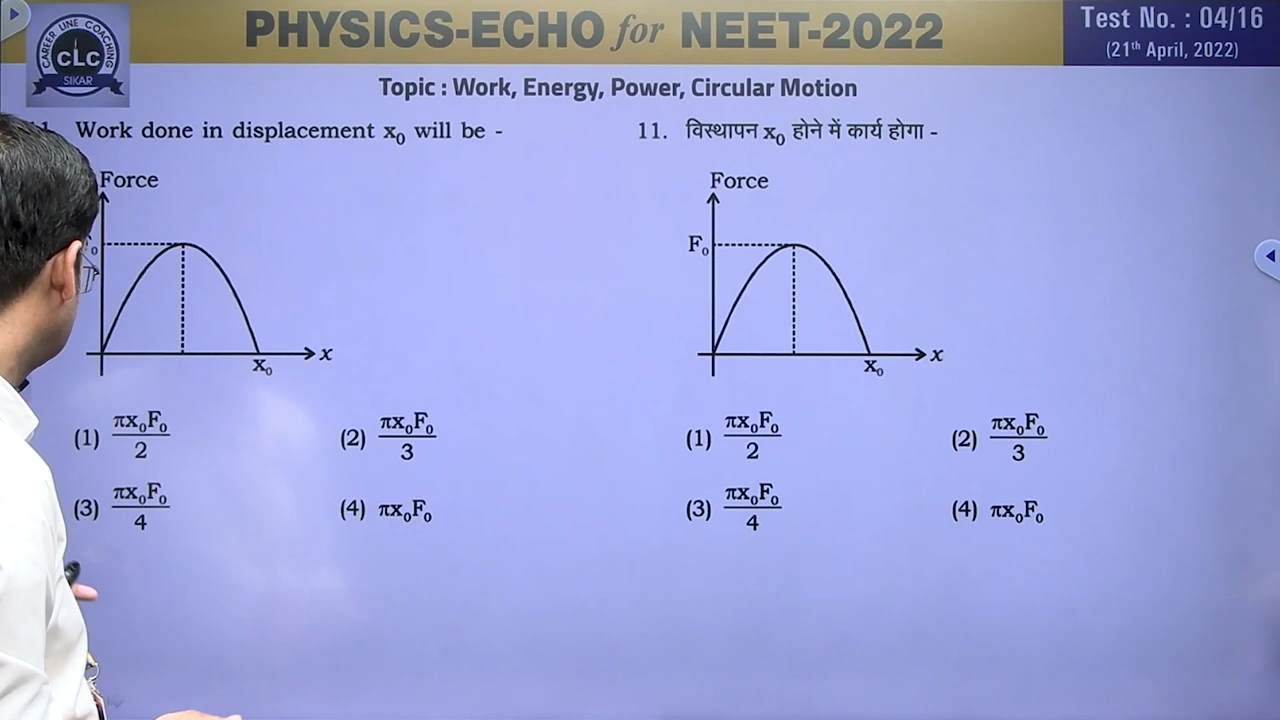 PHYSICS-ECHO for NEET-2022
Test No. : 04/16
(21th April, 2022)
CAREER LINE COACHING
CLC
SIKAR
Topic : Work, Energy, Power, Circular Motion
11. Work done in displacement x₀ will be -
Force
₀
x
x₀
(1) πx₀F₀/2
(2) πx₀F₀/3
(3) πx₀F₀/4
(4) πx₀F₀
11. विस्थापन x₀ होने में कार्य होगा -
Force
F₀
x
x₀
(1) πx₀F₀/2
(2) πx₀F₀/3
(3) πx₀F₀/4
(4) πx₀F₀